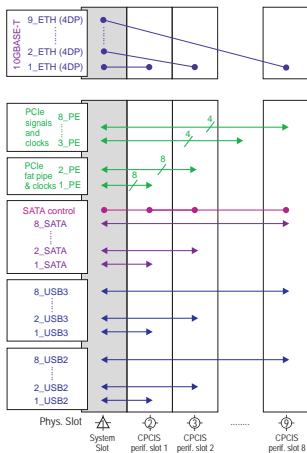 10GBASE-T
9_ETH (4DP)
2_ETH (4DP)
1_ETH (4DP)
PCIe
signals
and
clocks
8_PE
3_PE
4
4
PCIe
fat pipe
& clocks
2_PE
1_PE
8
8
SATA control
8_SATA
2_SATA
1_SATA
8_USB3
2_USB3
1_USB3
8_USB2
2_USB2
1_USB2
Phys. Slot
2
3
........
9
System
Slot
CPCIS
perif. slot 1
CPCIS
perif. slot 2
CPCIS
perif. slot 8